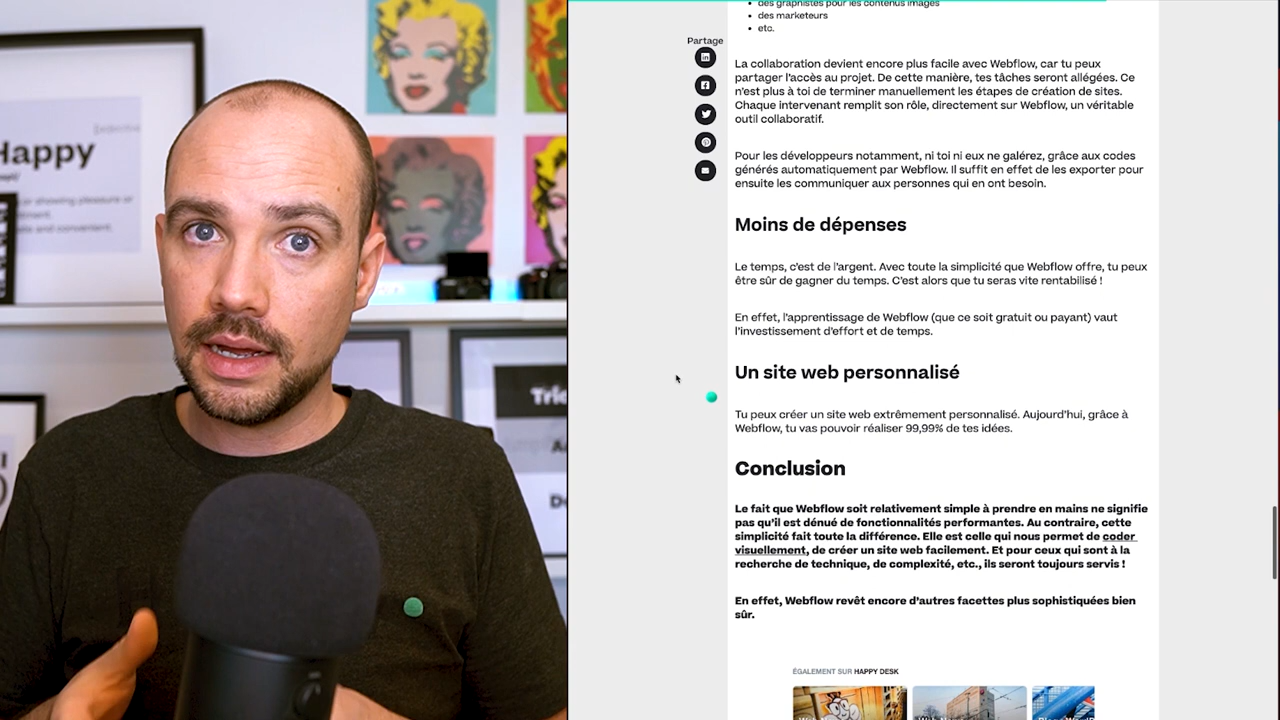 [adjective
Happy
or showing pleasure or
ment.
te and convenient.
des graphistes pour les contenus images
des marketeurs
etc.
Partage
La collaboration devient encore plus facile avec Webflow, car tu peux
partager l'accès au projet. De cette manière, tes tâches seront allégées. Ce
n'est plus à toi de terminer manuellement les étapes de création de sites.
Chaque intervenant remplit son rôle, directement sur Webflow, un véritable
outil collaboratif.
Pour les développeurs notamment, ni toi ni eux ne galérez, grâce aux codes
générés automatiquement par Webflow. Il suffit en effet de les exporter pour
ensuite les communiquer aux personnes qui en ont besoin.
Moins de dépenses
Le temps, c'est de l'argent. Avec toute la simplicité que Webflow offre, tu peux
être sûr de gagner du temps. C'est alors que tu seras vite rentabilisé !
En effet, l'apprentissage de Webflow (que ce soit gratuit ou payant) vaut
l'investissement d'effort et de temps.
Un site web personnalisé
Tu peux créer un site web extrêmement personnalisé. Aujourd'hui, grâce à
Webflow, tu vas pouvoir réaliser 99,99% de tes idées.
Conclusion
Le fait que Webflow soit relativement simple à prendre en mains ne signifie
pas qu'il est dénué de fonctionnalités performantes. Au contraire, cette
simplicité fait toute la différence. Elle est celle qui nous permet de coder
visuellement, de créer un site web facilement. Et pour ceux qui sont à la
recherche de technique, de complexité, etc., ils seront toujours servis !
En effet, Webflow revêt encore d'autres facettes plus sophistiquées bien
sûr.
ÉGALEMENT SUR HAPPY DESK